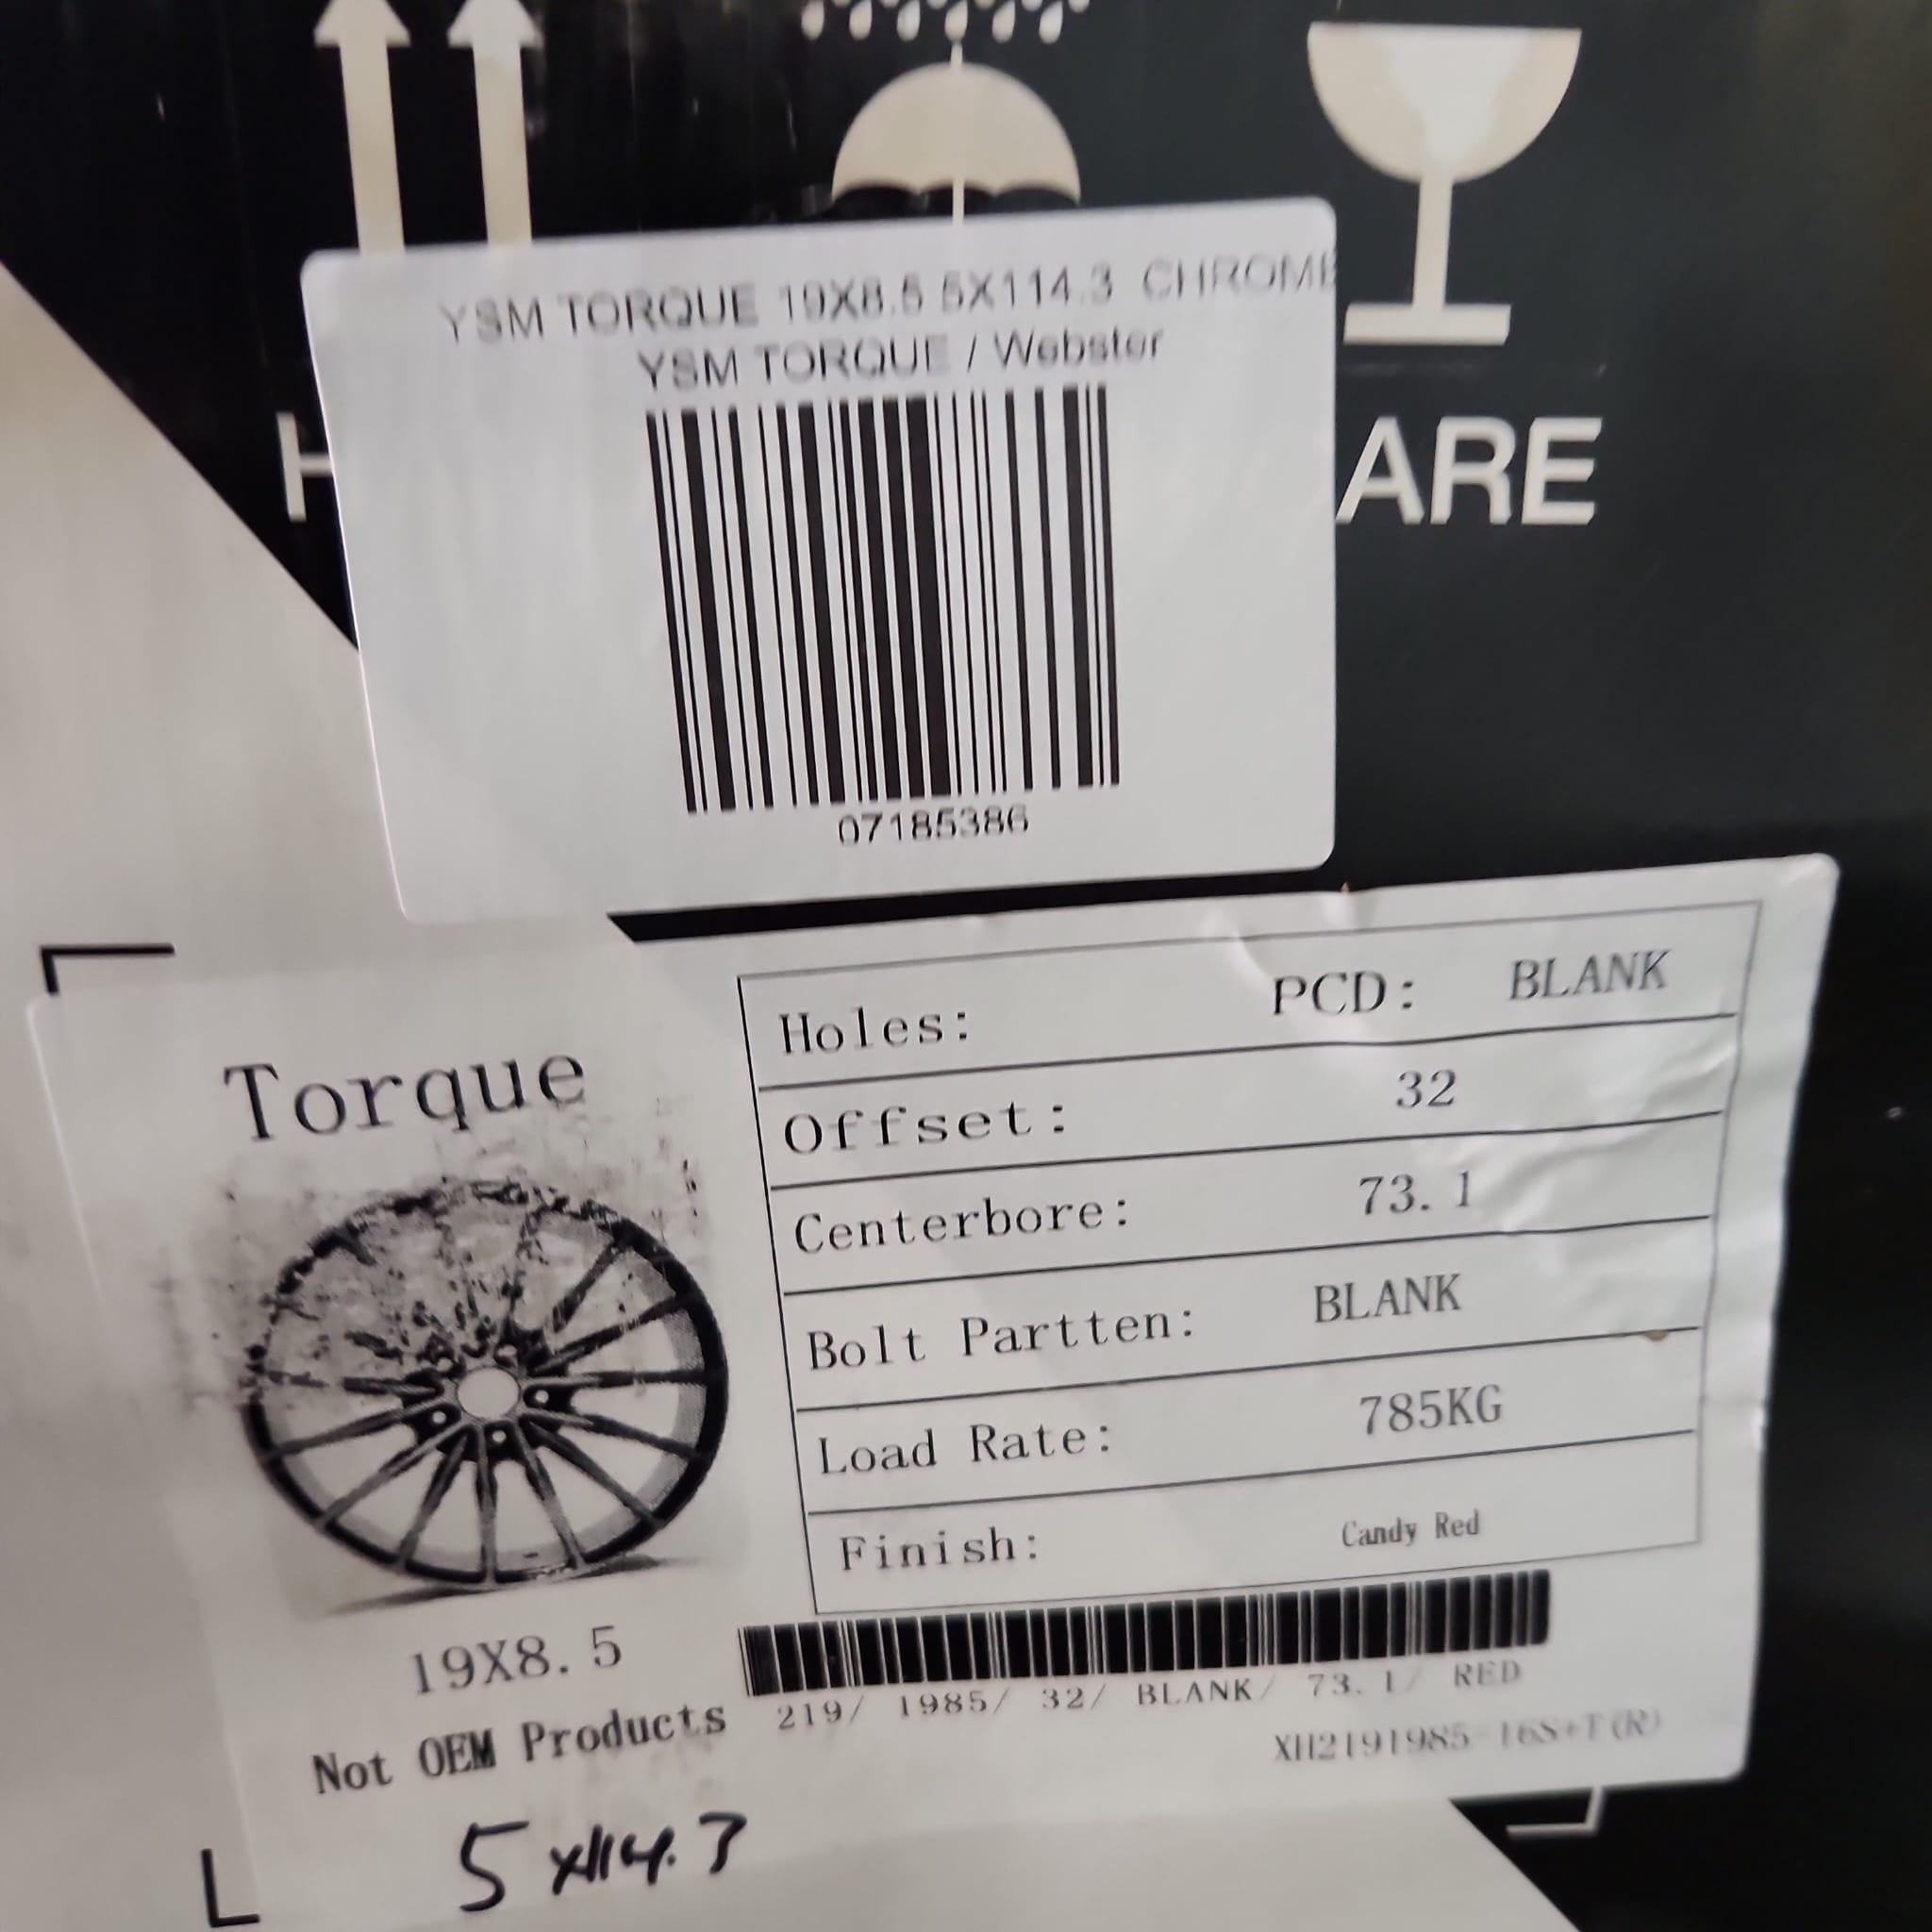 H
ARE
YSM TORQUE 19X8.5 5X114.3 CHROME
YSM TORQUE / Webster
07185386
Torque
19X8.5
Not OEM Products
Holes: PCD: BLANK
Offset: 32
Centerbore: 73.1
Bolt Partten: BLANK
Load Rate: 785KG
Finish: Candy Red
219/ 1985/ 32/ BLANK/ 73.1/ RED
XH2191985-16S+T(R)
5x114.3